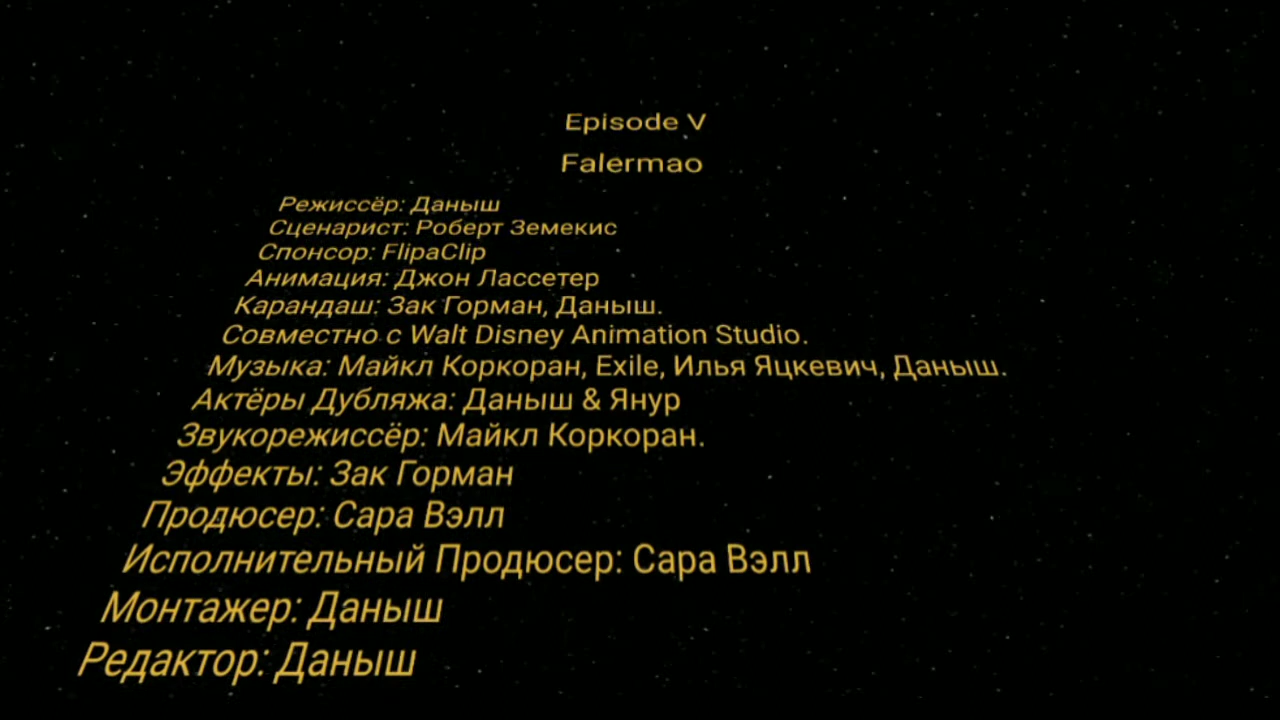 Episode V
Falermao
Режиссёр: Даныш
Сценарист: Роберт Земекис
Спонсор: FlipaClip
Анимация: Джон Лассетер
Карандаш: Зак Горман, Даныш.
Совместно с Walt Disney Animation Studio.
Музыка: Майкл Коркоран, Exile, Илья Яцкевич, Даныш.
Актёры Дубляжа: Даныш & Янур
Звукорежиссёр: Майкл Коркоран.
Эффекты: Зак Горман
Продюсер: Сара Вэлл
Исполнительный Продюсер: Сара Вэлл
Монтажер: Даныш
Редактор: Даныш